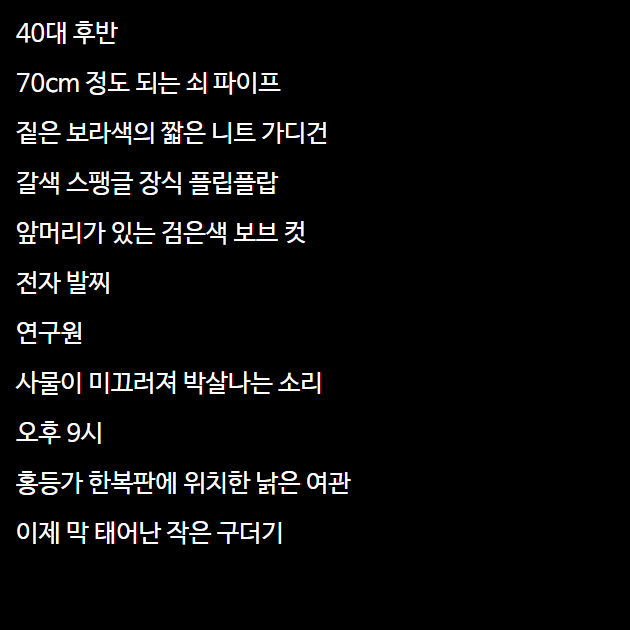 40대 후반
70cm 정도 되는 쇠 파이프
짙은 보라색의 짧은 니트 가디건
갈색 스팽글 장식 플립플랍
앞머리가 있는 검은색 보브 컷
전자 발찌
연구원
사물이 미끄러져 박살나는 소리
오후 9시
홍등가 한복판에 위치한 낡은 여관
이제 막 태어난 작은 구더기